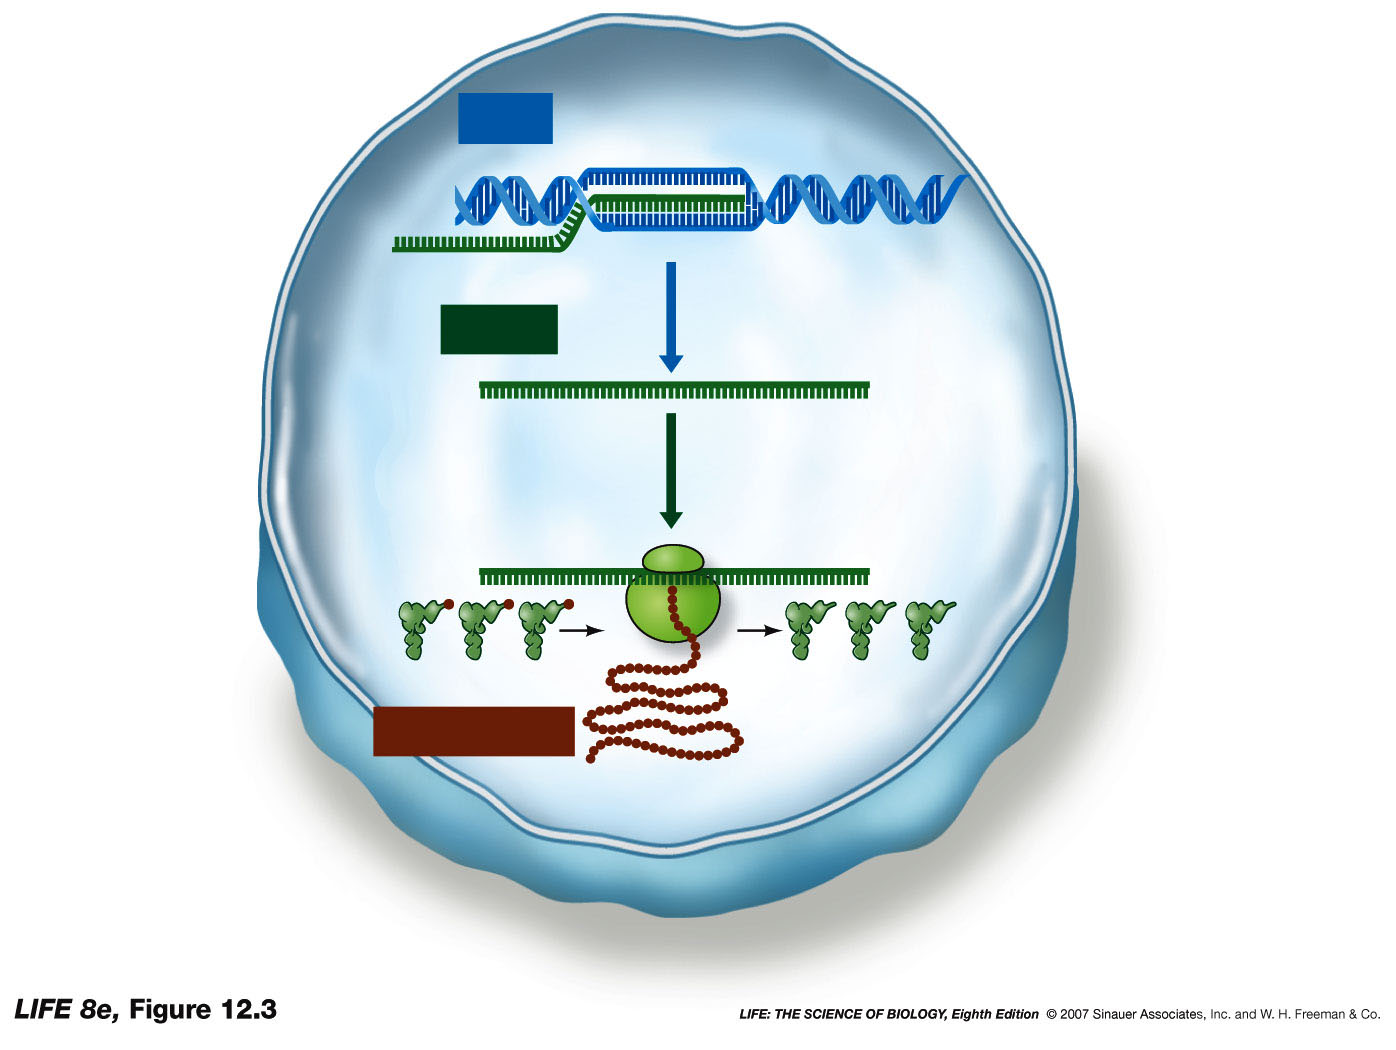 LIFE 8e, Figure 12.3
LIFE: THE SCIENCE OF BIOLOGY, Eighth Edition © 2007 Sinauer Associates, Inc. and W. H. Freeman & Co.